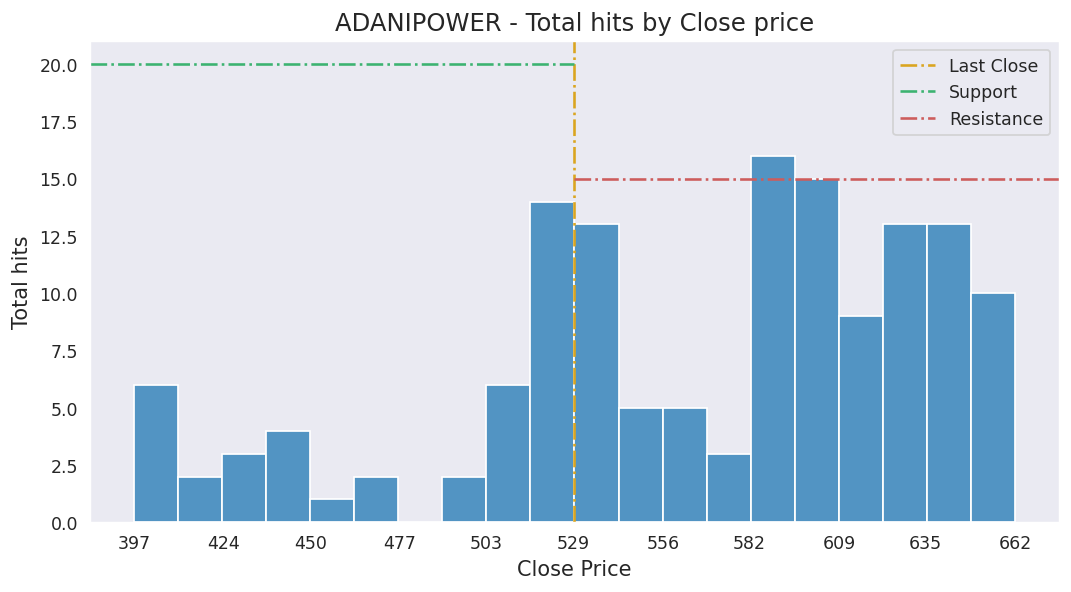 ADANIPOWER - Total hits by Close price
Total hits
20.0
17.5
15.0
12.5
10.0
7.5
5.0
2.5
0.0
Last Close
Support
Resistance
397 424 450 477 503 529 556 582 609 635 662
Close Price